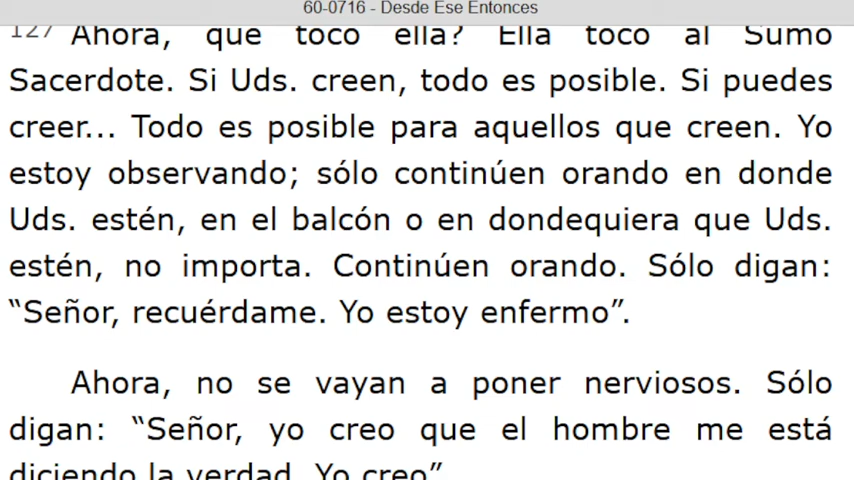 60-0716 - Desde Ese Entonces
127 Ahora, que tocó ella? Ella tocó al Sumo
Sacerdote. Si Uds. creen, todo es posible. Si puedes
creer... Todo es posible para aquellos que creen. Yo
estoy observando; sólo continúen orando en donde
Uds. estén, en el balcón o en dondequiera que Uds.
estén, no importa. Continúen orando. Sólo digan:
“Señor, recuérdame. Yo estoy enfermo”.
Ahora, no se vayan a poner nerviosos. Sólo
digan: “Señor, yo creo que el hombre me está
diciendo la verdad. Yo creo”